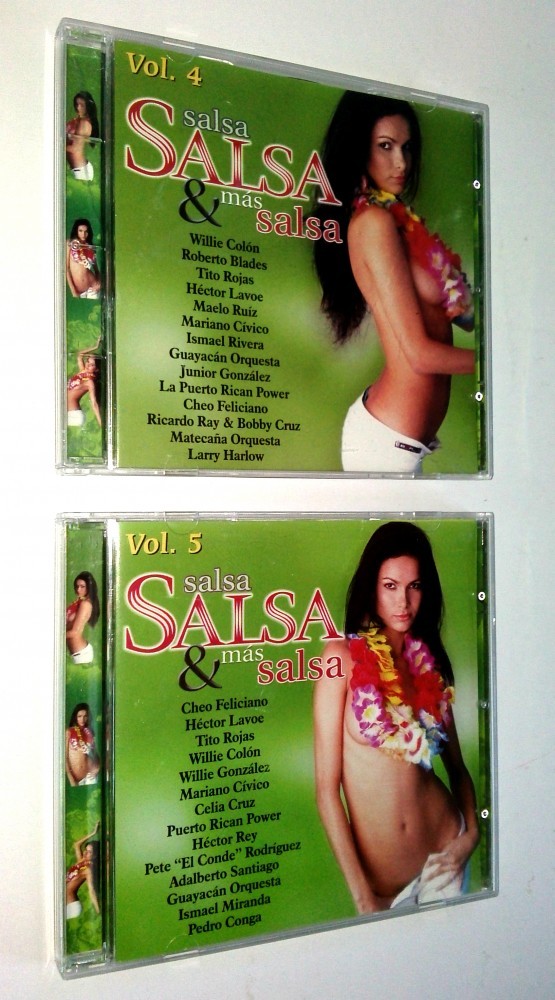 Vol. 4
salsa
SALSA
& más
salsa
Willie Colón
Roberto Blades
Tito Rojas
Héctor Lavoe
Maelo Ruíz
Mariano Cívico
Ismael Rivera
Guayacán Orquesta
Junior González
La Puerto Rican Power
Cheo Feliciano
Ricardo Ray & Bobby Cruz
Matecaña Orquesta
Larry Harlow
Vol. 5
salsa
SALSA
& más
salsa
Cheo Feliciano
Héctor Lavoe
Tito Rojas
Willie Colón
Willie González
Mariano Cívico
Celia Cruz
Puerto Rican Power
Héctor Rey
Pete “El Conde” Rodríguez
Adalberto Santiago
Guayacán Orquesta
Ismael Miranda
Pedro Conga